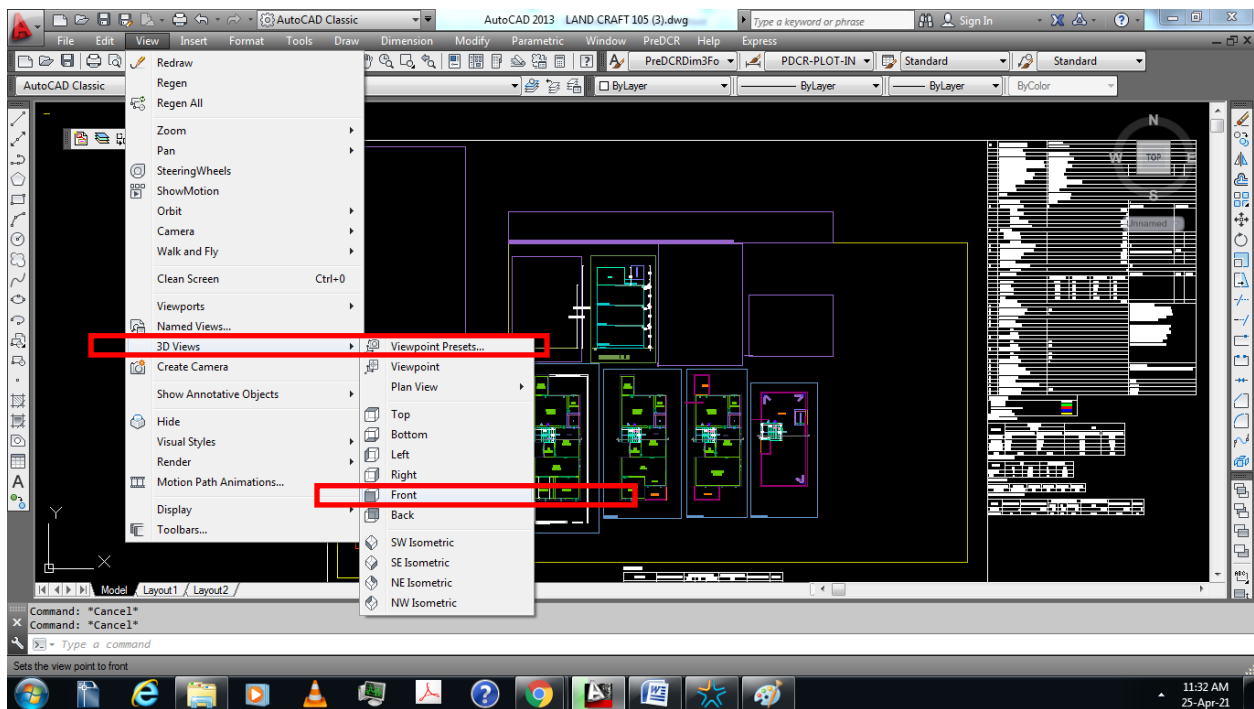 AutoCAD Classic
AutoCAD 2013 LAND CRAFT 105 (3).dwg
Type a keyword or phrase
Sign In
File Edit View Insert Format Tools Draw Dimension Modify Parametric Window PreDCR Help Express
PreDCRDim3Fo
PDCR-PLOT-IN
Standard
Standard
AutoCAD Classic
ByLayer
ByLayer
ByLayer
ByColor
Redraw
Regen
Regen All
Zoom
Pan
SteeringWheels
ShowMotion
Orbit
Camera
Walk and Fly
Clean Screen Ctrl+0
Viewports
Named Views...
3D Views
Create Camera
Show Annotative Objects
Hide
Visual Styles
Render
Motion Path Animations...
Display
Toolbars...
Viewpoint Presets...
Viewpoint
Plan View
Top
Bottom
Left
Right
Front
Back
SW Isometric
SE Isometric
NE Isometric
NW Isometric
N
W TOP E
S
Unnamed
Y
X
Model Layout1 Layout2
Command: *Cancel*
Command: *Cancel*
Type a command
Sets the view point to front
11:32 AM
25-Apr-21